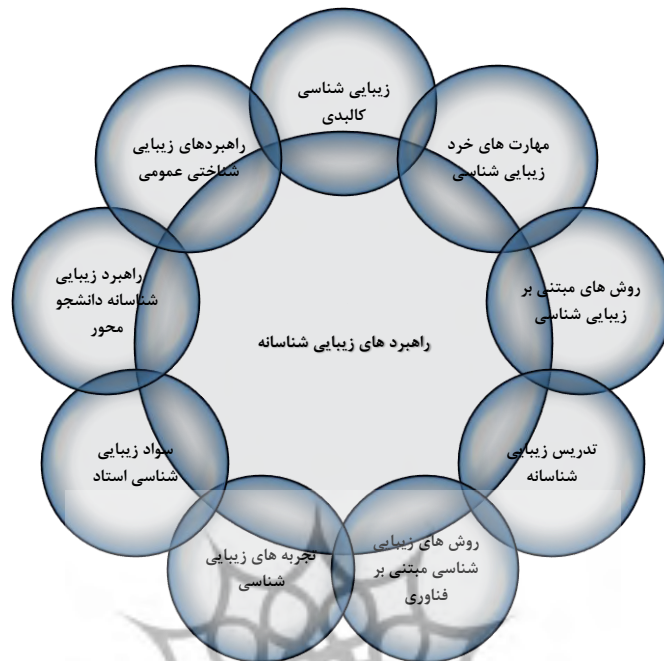 زیبایی شناسی
کالبدی
مهارت های خرد
زیبایی شناسی
روش های مبتنی بر
زیبایی شناسی
تدریس زیبایی
شناسانه
روش های زیبایی
شناسی مبتنی بر
فناوری
تجربه های زیبایی
شناسی
سواد زیبایی
شناسی استاد
راهبرد زیبایی
شناسانه دانشجو
محور
راهبردهای زیبایی
شناختی عمومی
راهبرد های زیبایی شناسانه